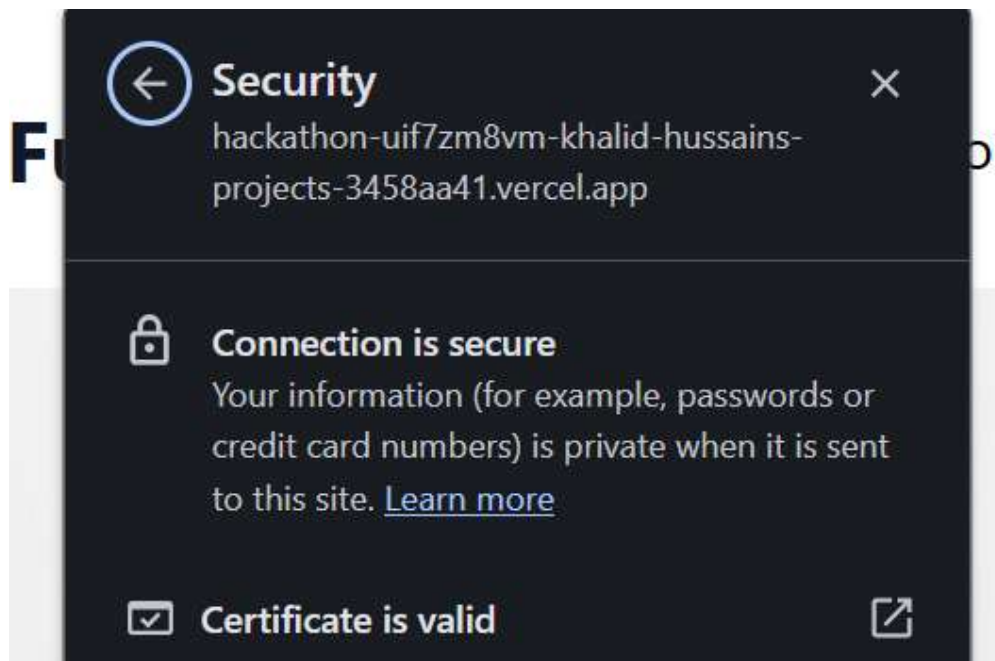 Security
hackathon-uif7zm8vm-khalid-hussains-
projects-3458aa41.vercel.app
Connection is secure
Your information (for example, passwords or
credit card numbers) is private when it is sent
to this site. Learn more
Certificate is valid